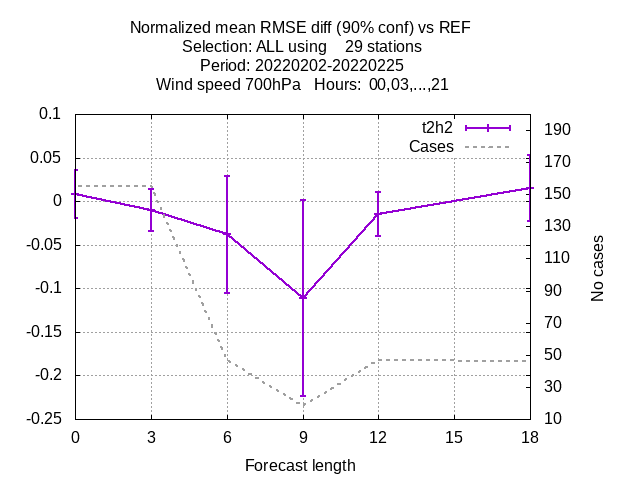 Normalized mean RMSE diff (90% conf) vs REF
Selection: ALL using 29 stations
Period: 20220202-20220225
Wind speed 700hPa Hours: 00,03,...,21
t2h2
Cases
0.1
0.05
0
-0.05
-0.1
-0.15
-0.2
-0.25
190
170
150
130
110
90
70
50
30
10
No cases
0 3 6 9 12 15 18
Forecast length